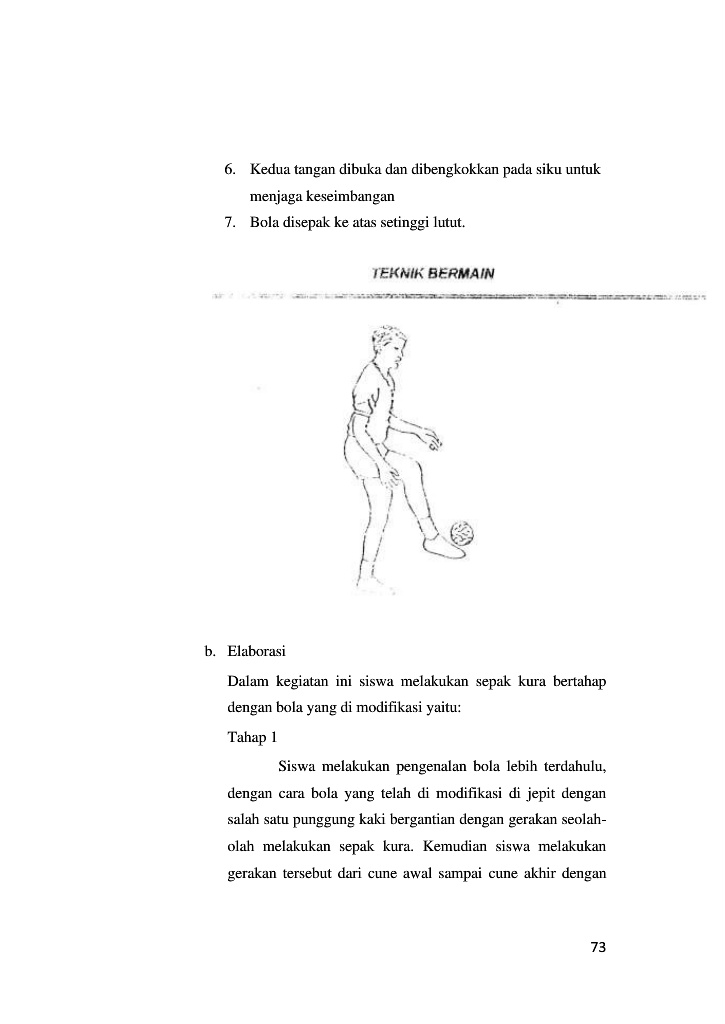 6. Kedua tangan dibuka dan dibengkokkan pada siku untuk
menjaga keseimbangan
7. Bola disepak ke atas setinggi lutut.
TEKNIK BERMAIN
b. Elaborasi
Dalam kegiatan ini siswa melakukan sepak kura bertahap
dengan bola yang di modifikasi yaitu:
Tahap 1
Siswa melakukan pengenalan bola lebih terdahulu,
dengan cara bola yang telah di modifikasi di jepit dengan
salah satu punggung kaki bergantian dengan gerakan seolah-
olah melakukan sepak kura. Kemudian siswa melakukan
gerakan tersebut dari cune awal sampai cune akhir dengan
73